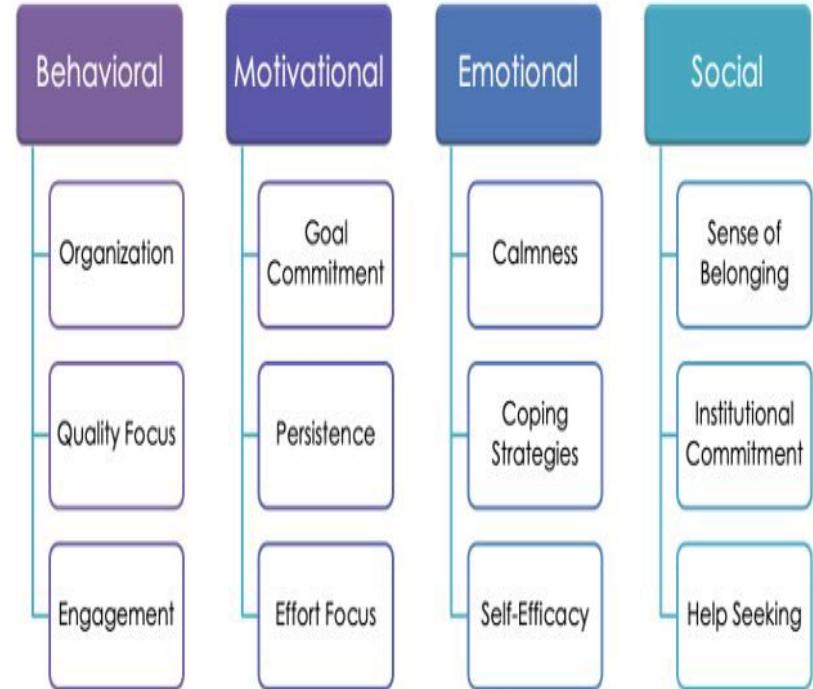 Behavioral
Organization
Quality Focus
Engagement
Motivational
Goal
Commitment
Persistence
Effort Focus
Emotional
Calmness
Coping
Strategies
Self-Efficacy
Social
Sense of
Belonging
Institutional
Commitment
Help Seeking